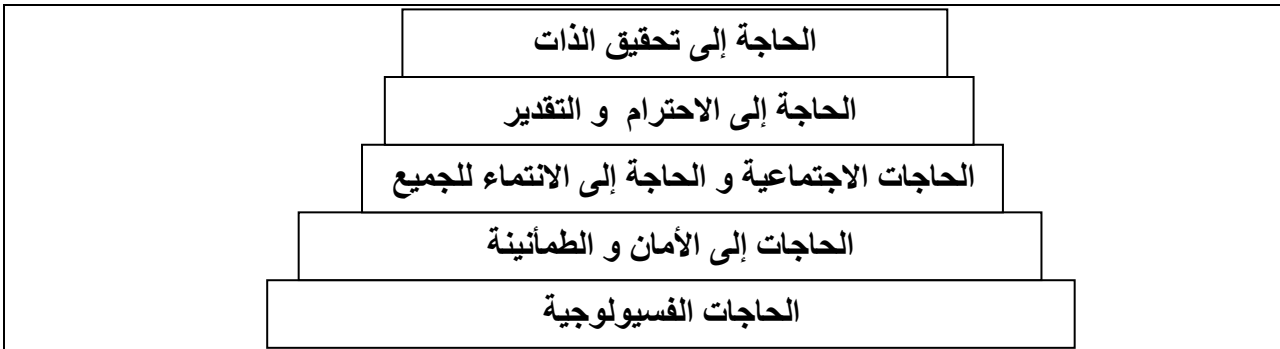 الحاجة إلى تحقيق الذات
الحاجة إلى الاحترام و التقدير
الحاجات الاجتماعية و الحاجة إلى الانتماء للجميع
الحاجات إلى الأمان و الطمأنينة
الحاجات الفسيولوجية